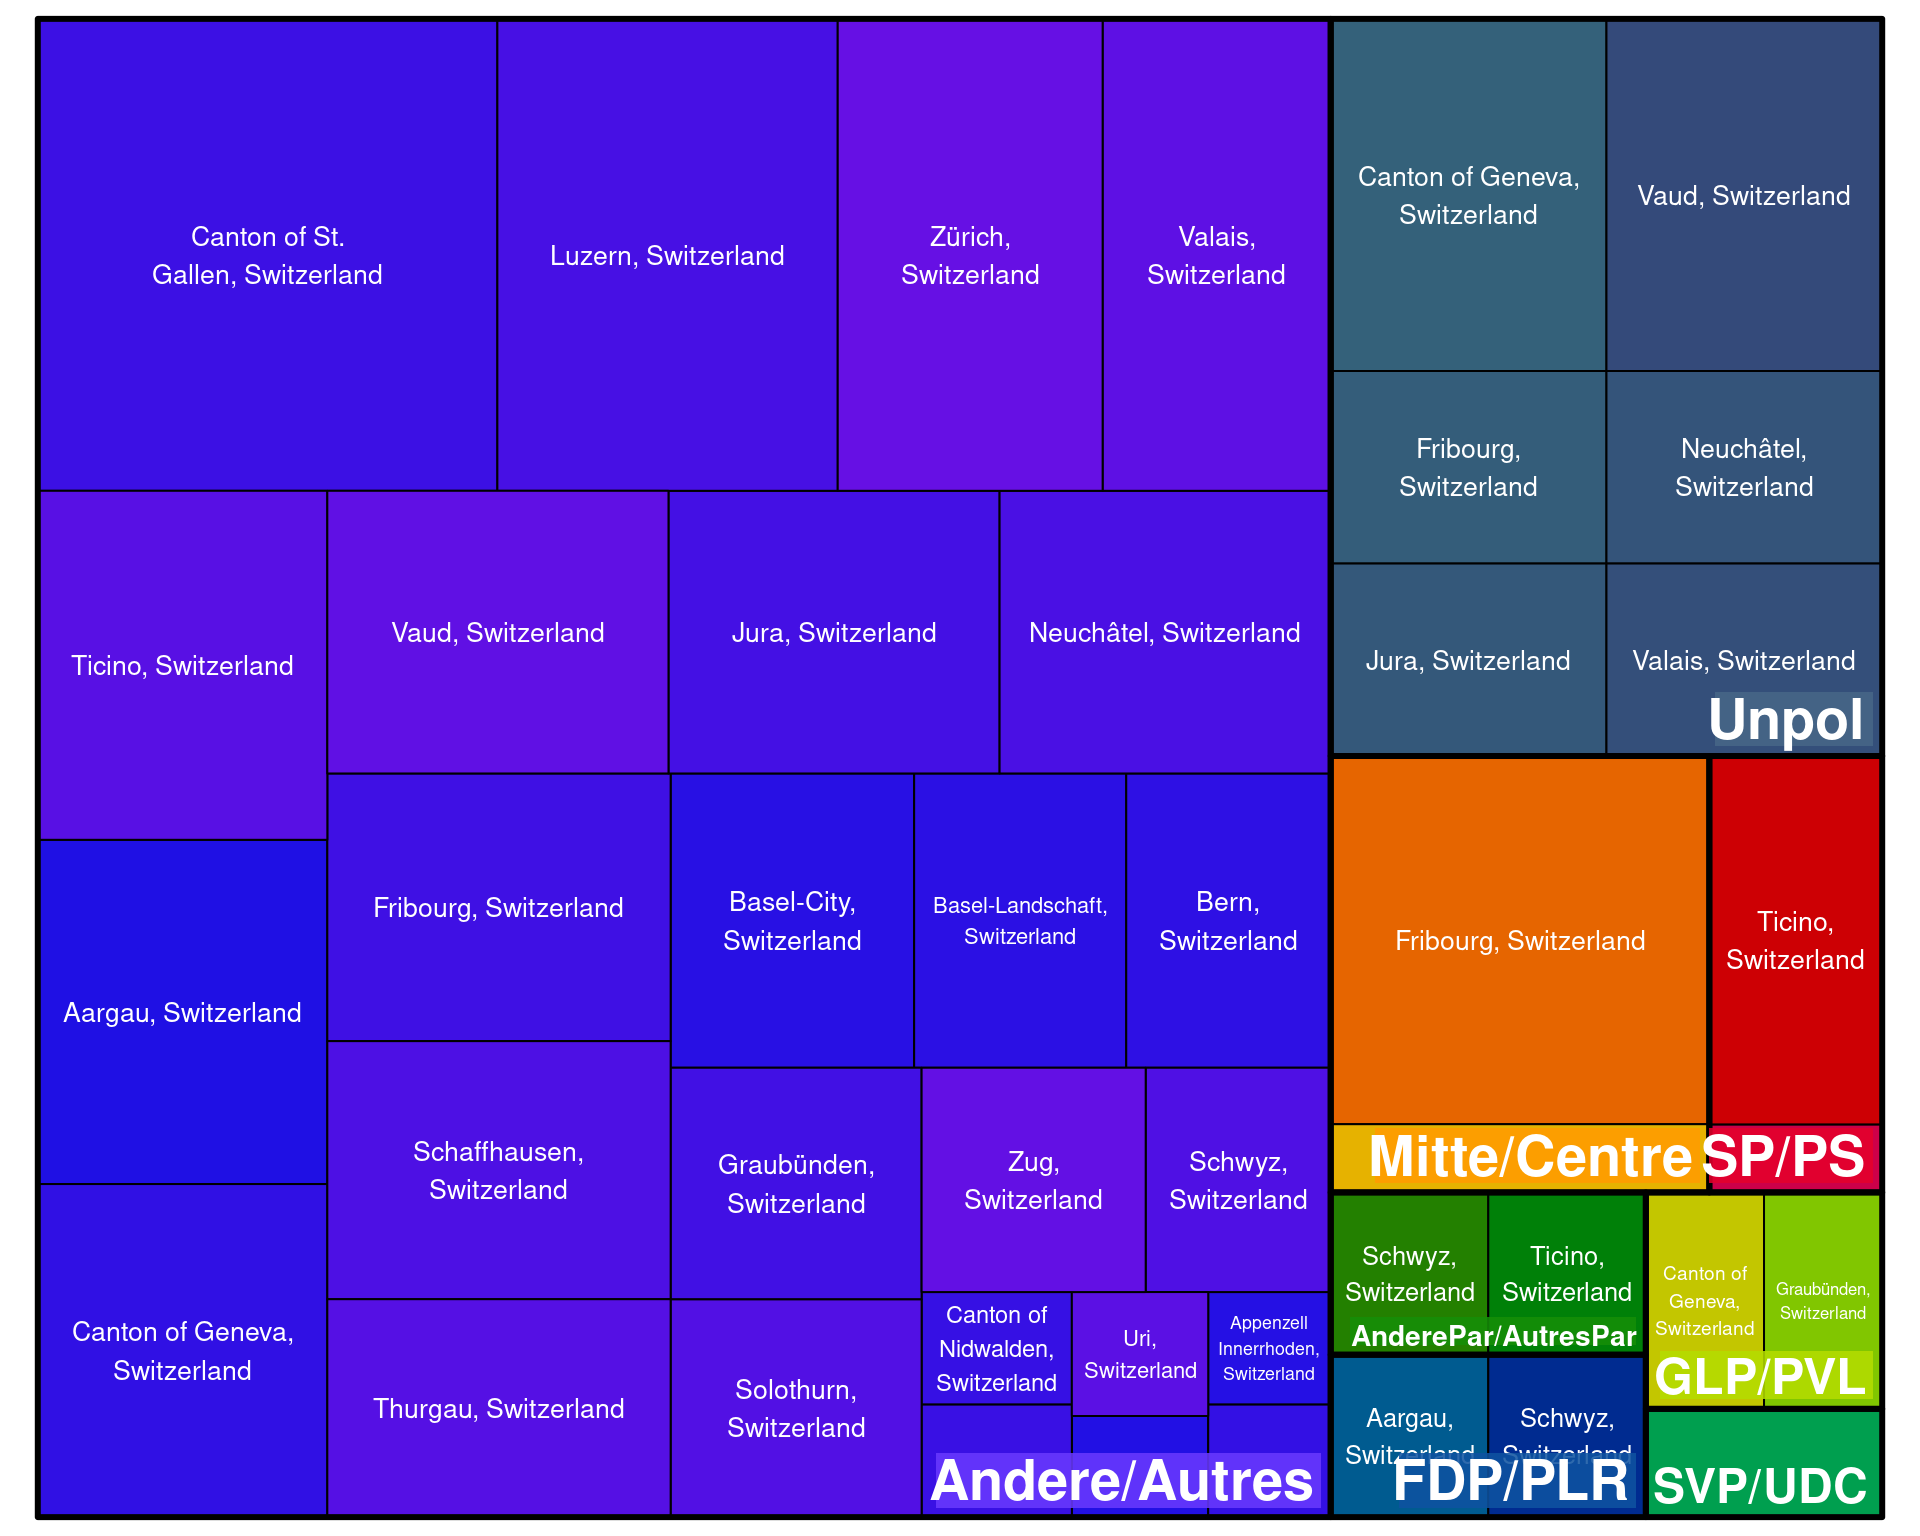 Canton of St.
Gallen, Switzerland
Luzern, Switzerland
Zürich,
Switzerland
Valais,
Switzerland
Ticino, Switzerland
Vaud, Switzerland
Jura, Switzerland
Neuchâtel, Switzerland
Aargau, Switzerland
Fribourg, Switzerland
Basel-City,
Switzerland
Basel-Landschaft,
Switzerland
Bern,
Switzerland
Canton of Geneva,
Switzerland
Schaffhausen,
Switzerland
Thurgau, Switzerland
Graubünden,
Switzerland
Solothurn,
Switzerland
Zug,
Switzerland
Schwyz,
Switzerland
Canton of
Nidwalden,
Switzerland
Uri,
Switzerland
Appenzell
Innerrhoden,
Switzerland
Andere/Autres
Canton of Geneva,
Switzerland
Vaud, Switzerland
Fribourg,
Switzerland
Neuchâtel,
Switzerland
Jura, Switzerland
Valais, Switzerland
Unpol
Fribourg, Switzerland
Mitte/Centre
Ticino,
Switzerland
SP/PS
Schwyz,
Switzerland
Ticino,
Switzerland
AnderePar/AutresPar
Canton of
Geneva,
Switzerland
Graubünden,
Switzerland
GLP/PVL
Aargau,
Switzerland
Schwyz,
Switzerland
FDP/PLR
SVP/UDC